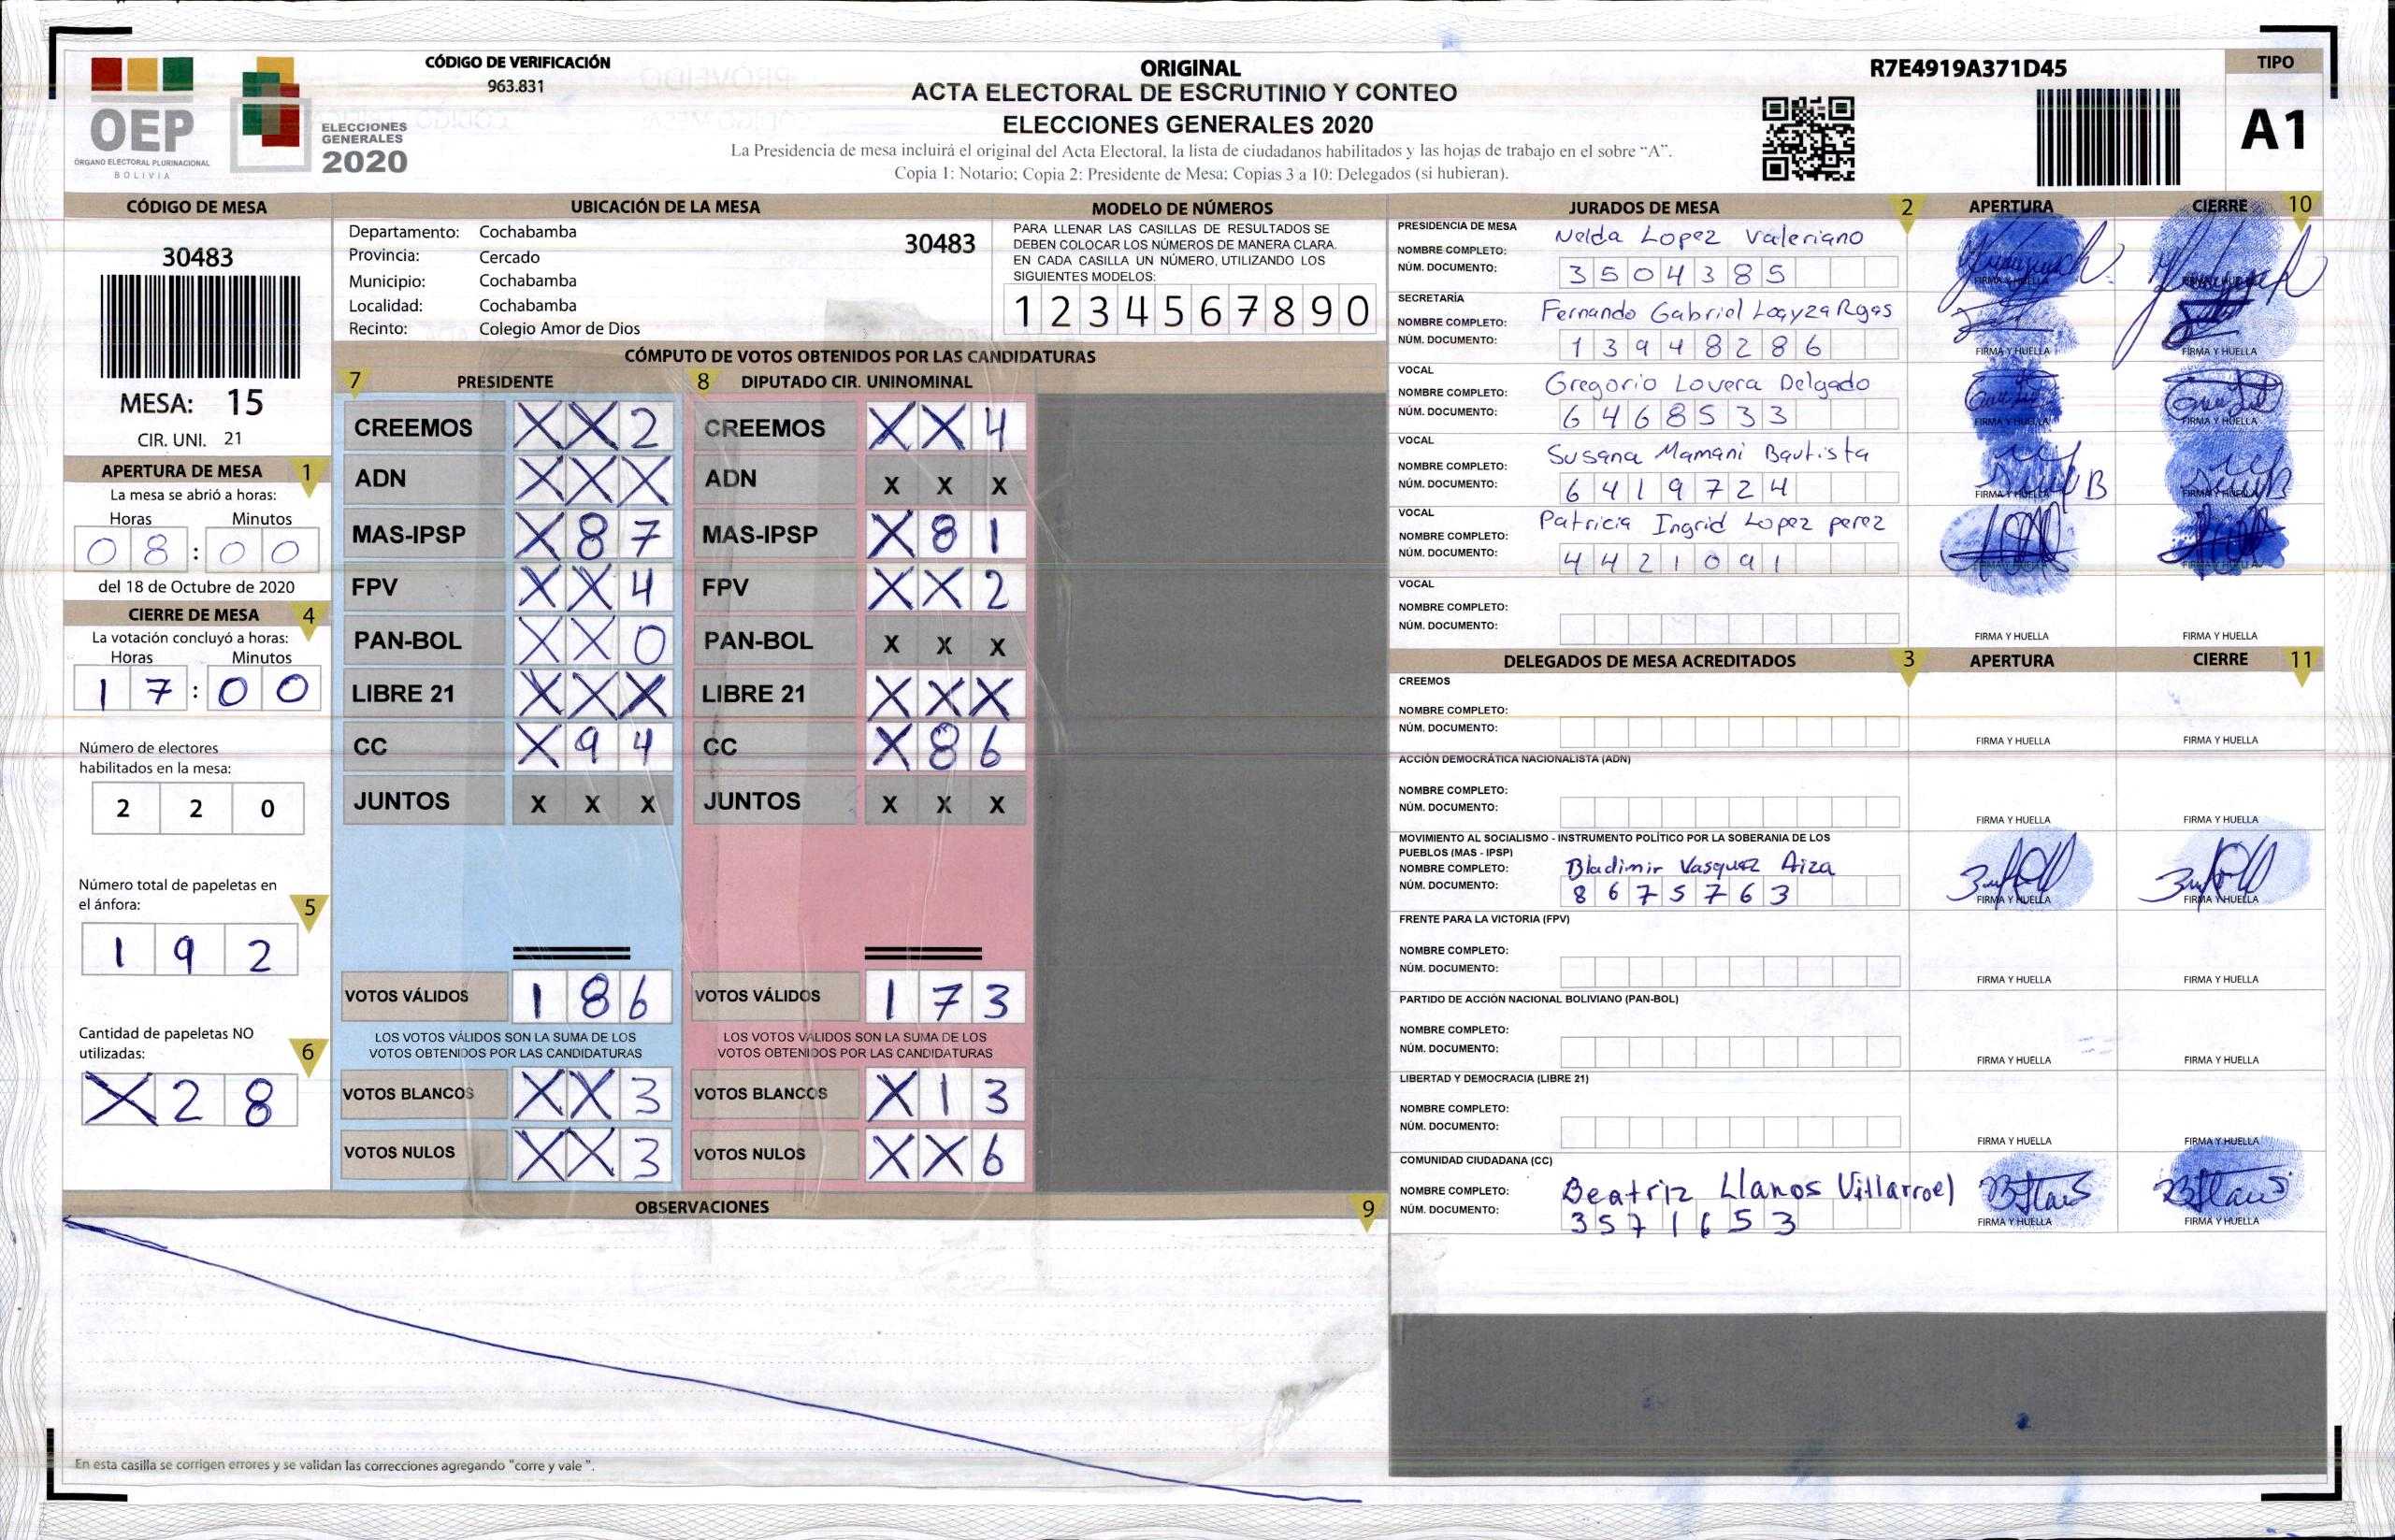 OEP
ÓRGANO ELECTORAL PLURINACIONAL
BOLIVIA
ELECCIONES
GENERALES
2020
CÓDIGO DE VERIFICACIÓN
963.831
ORIGINAL
ACTA ELECTORAL DE ESCRUTINIO Y CONTEO
ELECCIONES GENERALES 2020
La Presidencia de mesa incluirá el original del Acta Electoral, la lista de ciudadanos habilitados y las hojas de trabajo en el sobre “A”.
Copia 1: Notario; Copia 2: Presidente de Mesa; Copias 3 a 10: Delegados (si hubieran).
R7E4919A371D45
TIPO
A1
CÓDIGO DE MESA
30483
MESA: 15
CIR. UNI. 21
APERTURA DE MESA 1
La mesa se abrió a horas:
Horas Minutos
08:00
del 18 de Octubre de 2020
CIERRE DE MESA 4
La votación concluyó a horas:
Horas Minutos
17:00
Número de electores
habilitados en la mesa:
2 2 0
Número total de papeletas en
el ánfora: 5
1 9 2
Cantidad de papeletas NO
utilizadas: 6
X 2 8
UBICACIÓN DE LA MESA
Departamento: Cochabamba
30483
Provincia: Cercado
Municipio: Cochabamba
Localidad: Cochabamba
Recinto: Colegio Amor de Dios
MODELO DE NÚMEROS
PARA LLENAR LAS CASILLAS DE RESULTADOS SE
DEBEN COLOCAR LOS NÚMEROS DE MANERA CLARA.
EN CADA CASILLA UN NÚMERO, UTILIZANDO LOS
SIGUIENTES MODELOS:
1 2 3 4 5 6 7 8 9 0
CÓMPUTO DE VOTOS OBTENIDOS POR LAS CANDIDATURAS
7 PRESIDENTE
CREEMOS X X 2
ADN X X X
MAS-IPSP X 8 7
FPV X X 4
PAN-BOL X X 0
LIBRE 21 X X X
CC X 9 4
JUNTOS X X X
VOTOS VÁLIDOS 1 8 6
LOS VOTOS VÁLIDOS SON LA SUMA DE LOS
VOTOS OBTENIDOS POR LAS CANDIDATURAS
VOTOS BLANCOS X X 3
VOTOS NULOS X X 3
8 DIPUTADO CIR. UNINOMINAL
CREEMOS X X 4
ADN X X X
MAS-IPSP X 8 1
FPV X X 2
PAN-BOL X X X
LIBRE 21 X X X
CC X 8 6
JUNTOS X X X
VOTOS VÁLIDOS 1 7 3
LOS VOTOS VÁLIDOS SON LA SUMA DE LOS
VOTOS OBTENIDOS POR LAS CANDIDATURAS
VOTOS BLANCOS X 1 3
VOTOS NULOS X X 6
OBSERVACIONES 9
En esta casilla se corrigen errores y se validan las correcciones agregando "corre y vale ".
JURADOS DE MESA 2 APERTURA CIERRE 10
PRESIDENCIA DE MESA
NOMBRE COMPLETO: Nelda Lopez Valeriano
NÚM. DOCUMENTO: 3504385
FIRMA Y HUELLA
SECRETARÍA
NOMBRE COMPLETO: Fernando Gabriel Loayza Rgas
NÚM. DOCUMENTO: 13948286
FIRMA Y HUELLA FIRMA Y HUELLA
VOCAL
NOMBRE COMPLETO: Gregorio Lovera Delgado
NÚM. DOCUMENTO: 6468533
FIRMA Y HUELLA FIRMA Y HUELLA
VOCAL
NOMBRE COMPLETO: Susana Mamani Bautista
NÚM. DOCUMENTO: 6419724
FIRMA Y HUELLA FIRMA Y HUELLA
VOCAL
NOMBRE COMPLETO: Patricia Ingrid Lopez perez
NÚM. DOCUMENTO: 4421091
FIRMA Y HUELLA FIRMA Y HUELLA
VOCAL
NOMBRE COMPLETO:
NÚM. DOCUMENTO:
FIRMA Y HUELLA FIRMA Y HUELLA
DELEGADOS DE MESA ACREDITADOS 3 APERTURA CIERRE 11
CREEMOS
NOMBRE COMPLETO:
NÚM. DOCUMENTO:
FIRMA Y HUELLA FIRMA Y HUELLA
ACCIÓN DEMOCRÁTICA NACIONALISTA (ADN)
NOMBRE COMPLETO:
NÚM. DOCUMENTO:
FIRMA Y HUELLA FIRMA Y HUELLA
MOVIMIENTO AL SOCIALISMO - INSTRUMENTO POLÍTICO POR LA SOBERANIA DE LOS
PUEBLOS (MAS - IPSP)
NOMBRE COMPLETO: Bladimir Vasquez Aiza
NÚM. DOCUMENTO: 8675763
FIRMA Y HUELLA FIRMA Y HUELLA
FRENTE PARA LA VICTORIA (FPV)
NOMBRE COMPLETO:
NÚM. DOCUMENTO:
FIRMA Y HUELLA FIRMA Y HUELLA
PARTIDO DE ACCIÓN NACIONAL BOLIVIANO (PAN-BOL)
NOMBRE COMPLETO:
NÚM. DOCUMENTO:
FIRMA Y HUELLA FIRMA Y HUELLA
LIBERTAD Y DEMOCRACIA (LIBRE 21)
NOMBRE COMPLETO:
NÚM. DOCUMENTO:
FIRMA Y HUELLA FIRMA Y HUELLA
COMUNIDAD CIUDADANA (CC)
NOMBRE COMPLETO: Beatriz Llanos Villarroel
NÚM. DOCUMENTO: 3571653
FIRMA Y HUELLA FIRMA Y HUELLA